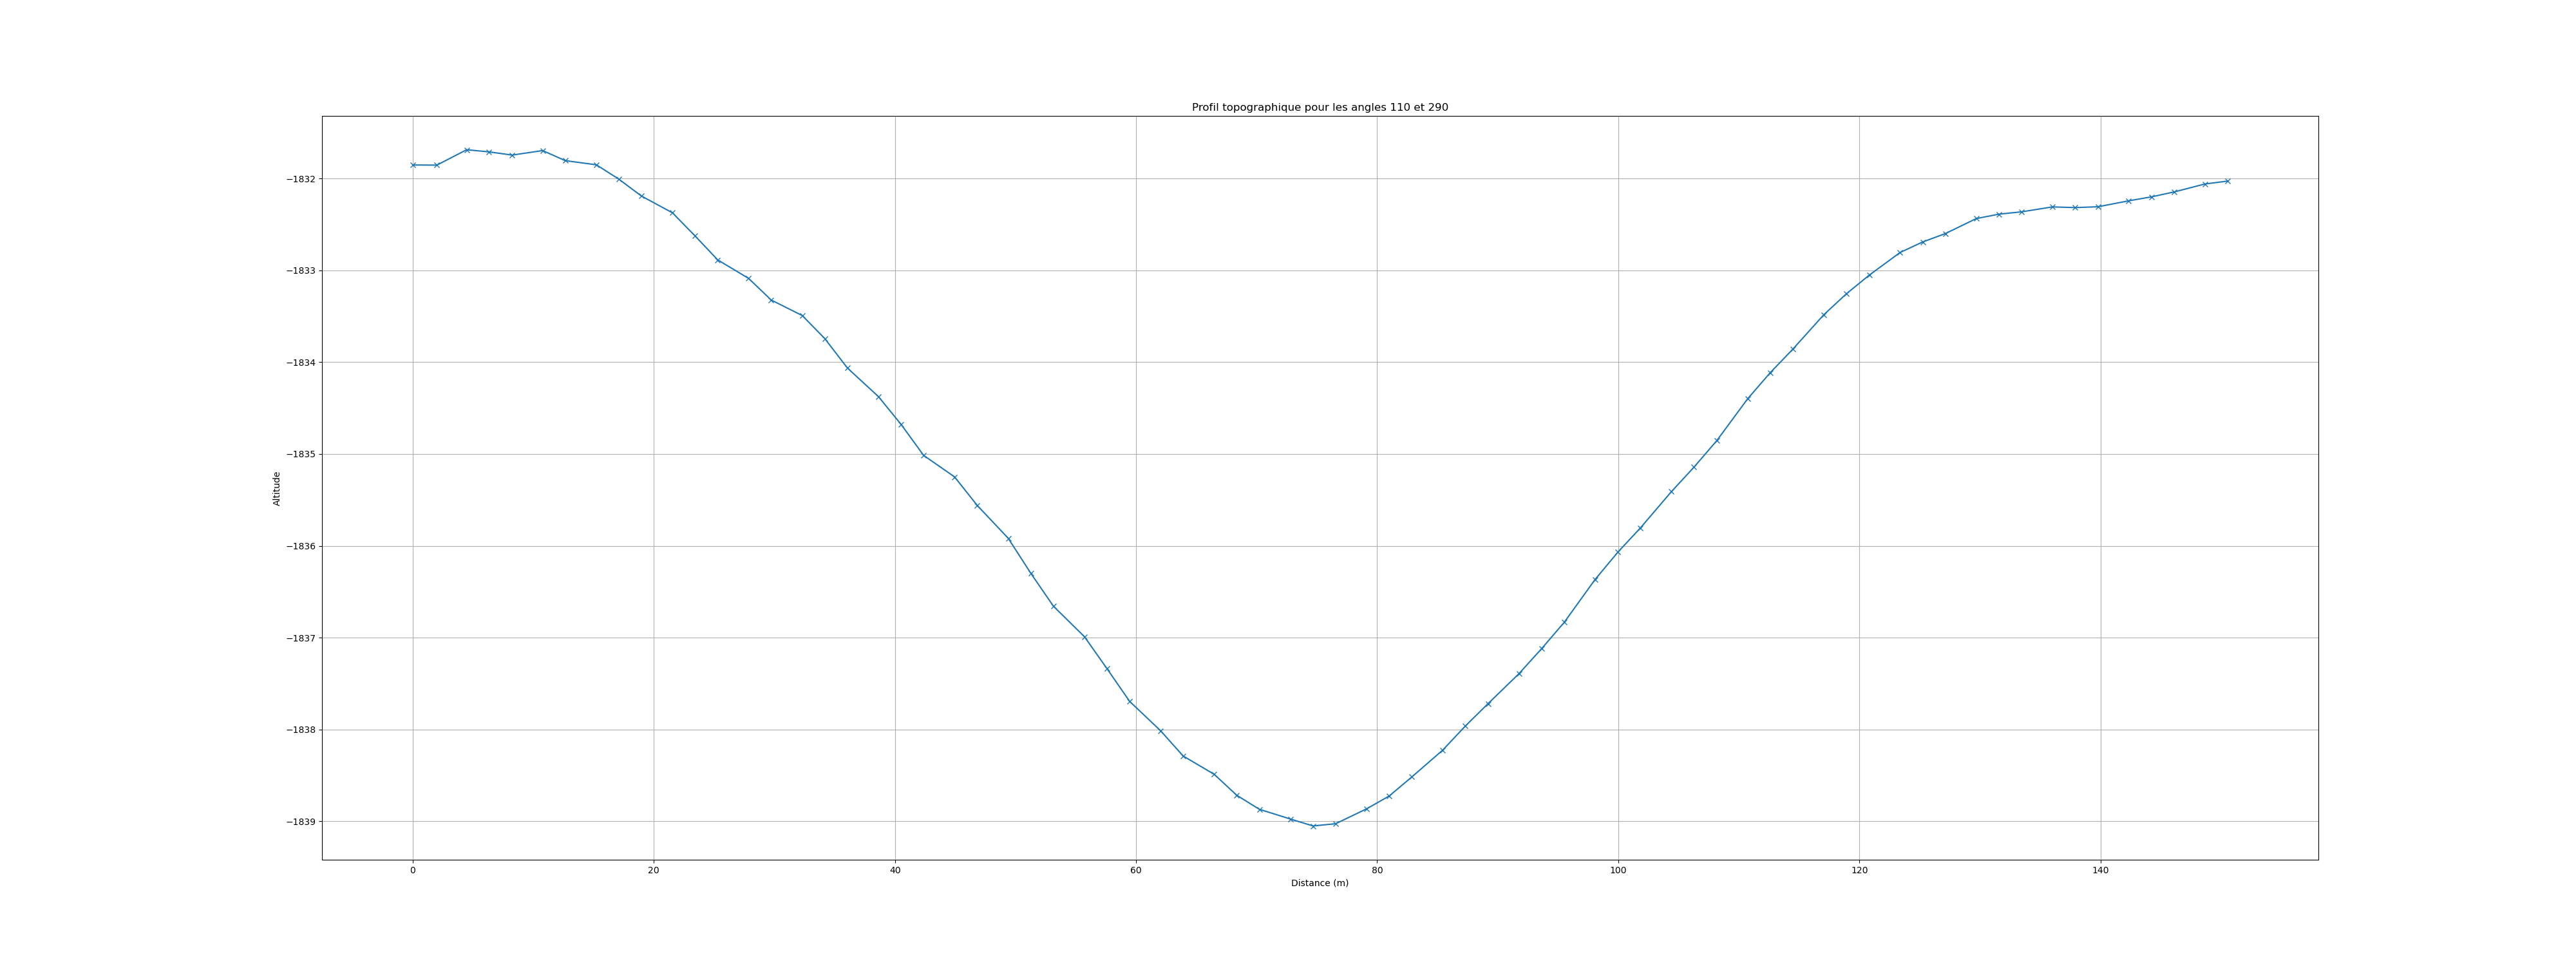 Profil topographique pour les angles 110 et 290
−1832
−1833
−1834
−1835
−1836
−1837
−1838
−1839
Altitude
0 20 40 60 80 100 120 140
Distance (m)